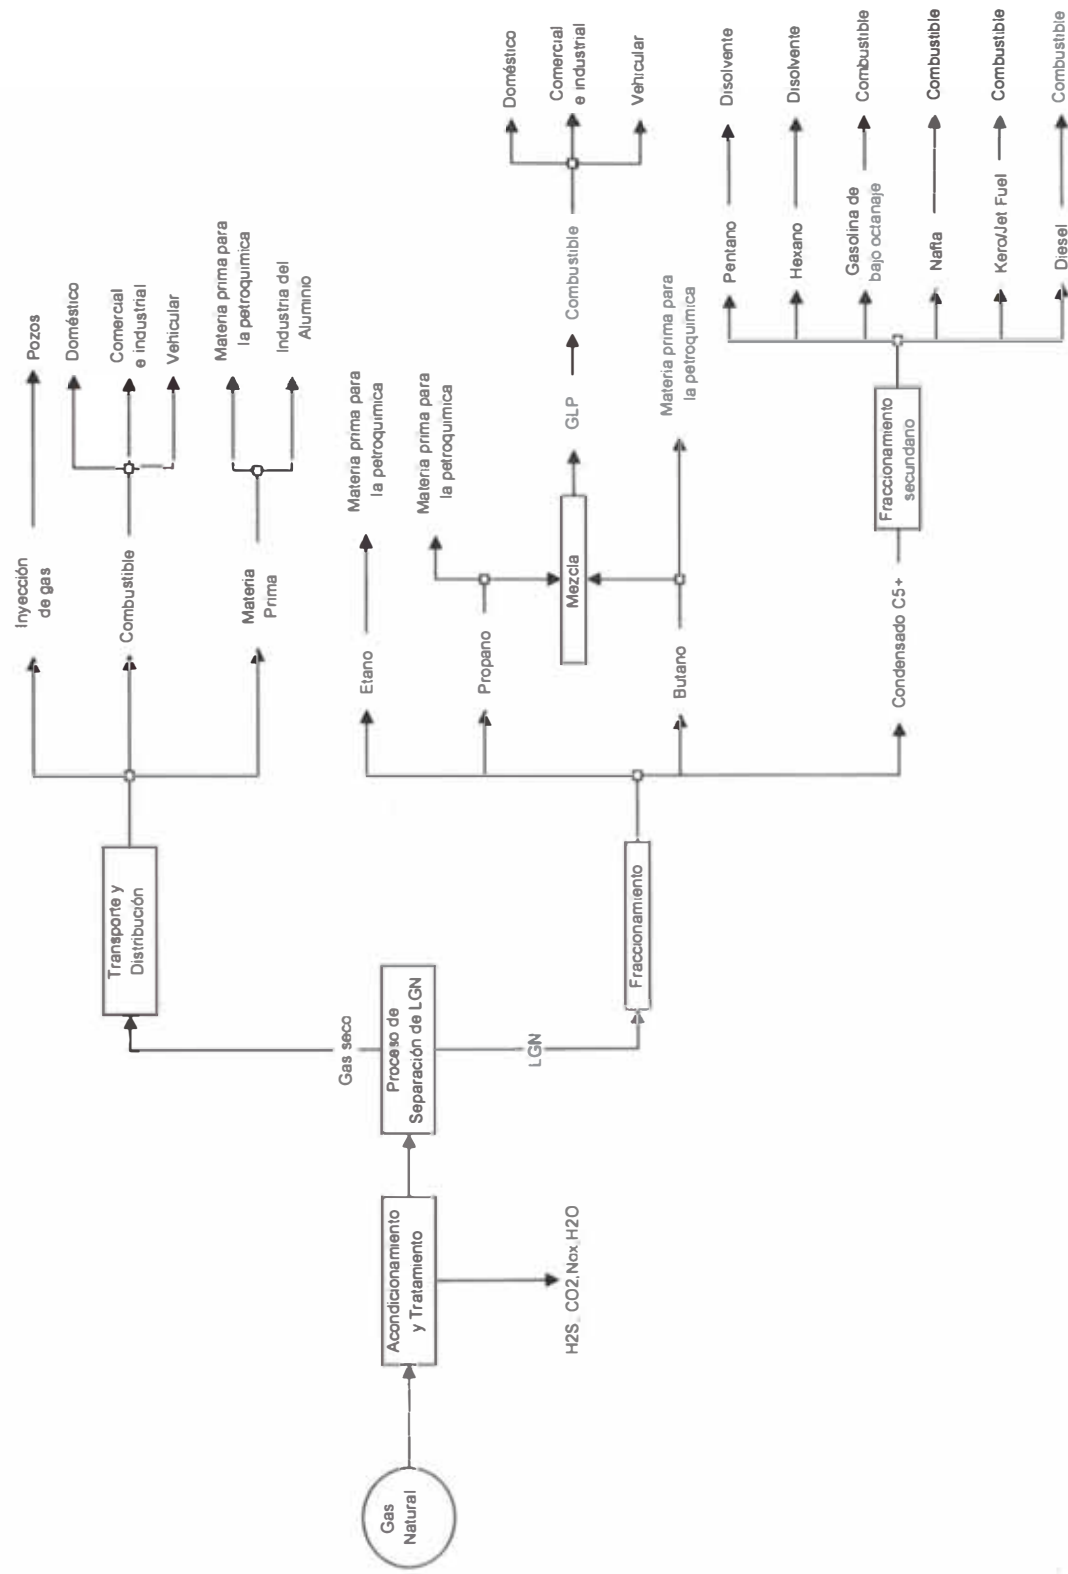 Gas
Natural
Acondicionamiento
y Tratamiento
H2S_ CO2.Nox_H2O
Proceso de
Separación de LGN
Gas seco
LGN
Transporte y
Distribución
Inyección
de gas
Pozos
Combustible
Doméstico
Comercial
e industrial
Vehicular
Materia
Prima
Materia prima para
la petroquimica
Industria del
Aluminio
Fraccionamiento
Etano
Materia prima para
la petroquimica
Propano
Materia prima para
la petroquimica
Mezcla
GLP
Combustible
Doméstico
Comercial
e industrial
Vehicular
Butano
Materia prima para
la petroquimica
Condensado C5+
Fraccionamiento
secundario
Pentano
Disolvente
Hexano
Disolvente
Gasolina de
bajo octanaje
Combustible
Nafta
Combustible
Kero/Jet Fuel
Combustible
Diesel
Combustible